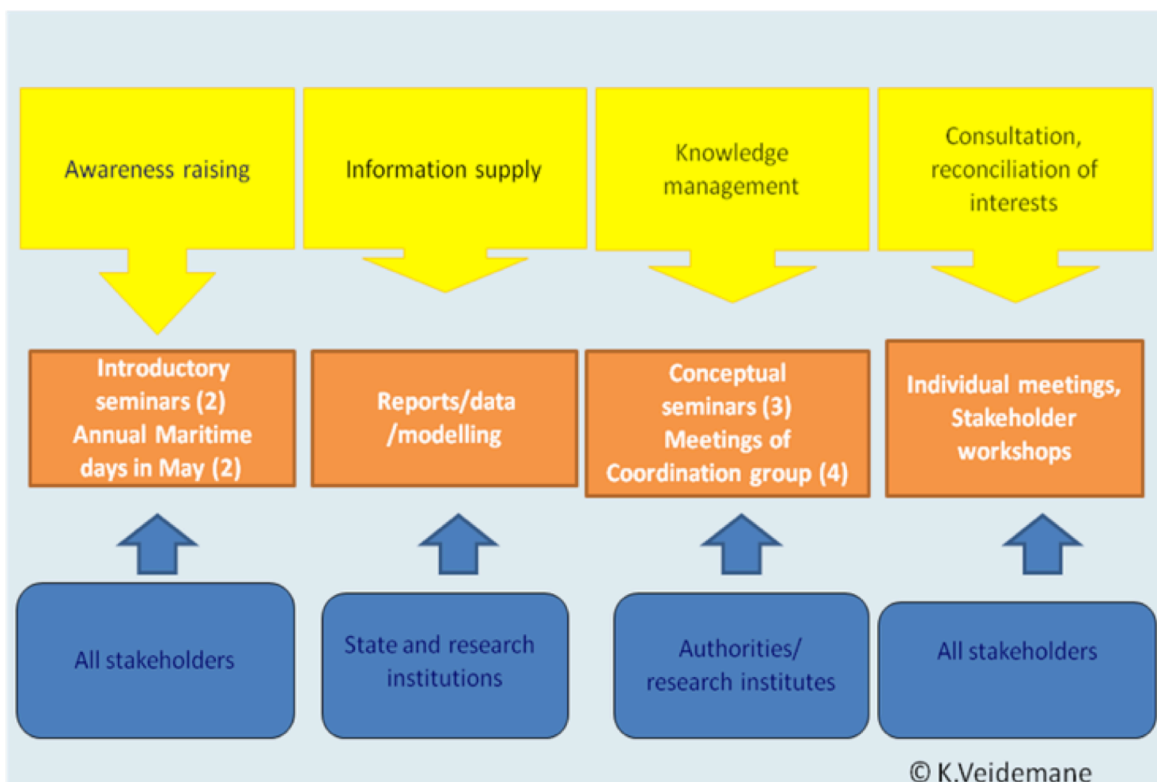 Awareness raising
Information supply
Knowledge
management
Consultation,
reconciliation of
interests
Introductory
seminars (2)
Annual Maritime
days in May (2)
Reports/data
/modelling
Conceptual
seminars (3)
Meetings of
Coordination group (4)
Individual meetings,
Stakeholder
workshops
All stakeholders
State and research
institutions
Authorities/
research institutes
All stakeholders
© K.Veidemane